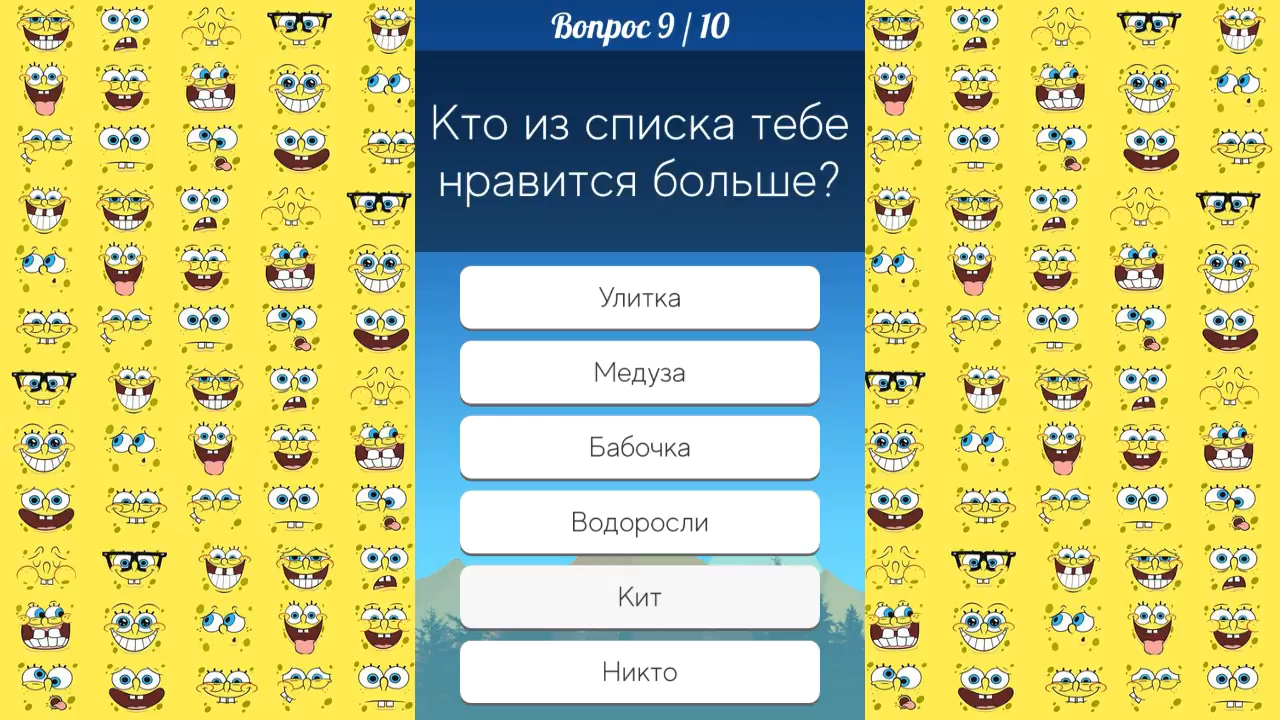 Вопрос 9 / 10
Кто из списка тебе
нравится больше?
Улитка
Медуза
Бабочка
Водоросли
Кит
Никто